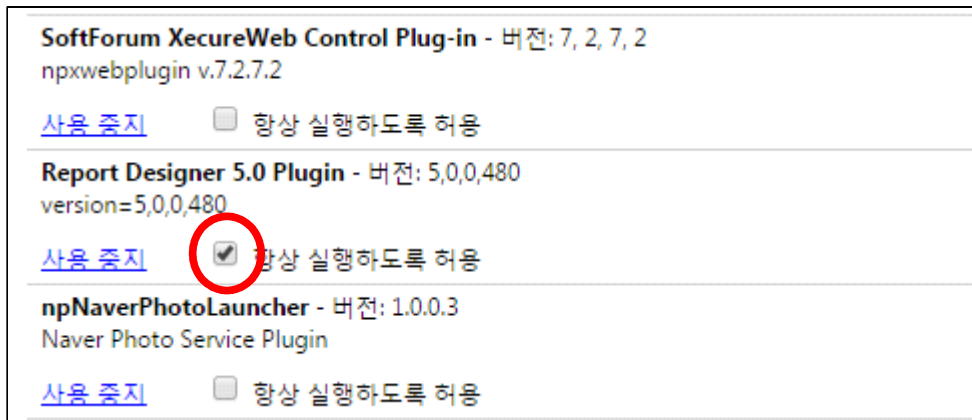 SoftForum XecureWeb Control Plug-in - 버전: 7, 2, 7, 2
npxwebplugin v.7.2.7.2
사용 중지 항상 실행하도록 허용
Report Designer 5.0 Plugin - 버전: 5,0,0,480
version=5,0,0,480
사용 중지 항상 실행하도록 허용
npNaverPhotoLauncher - 버전: 1.0.0.3
Naver Photo Service Plugin
사용 중지 항상 실행하도록 허용